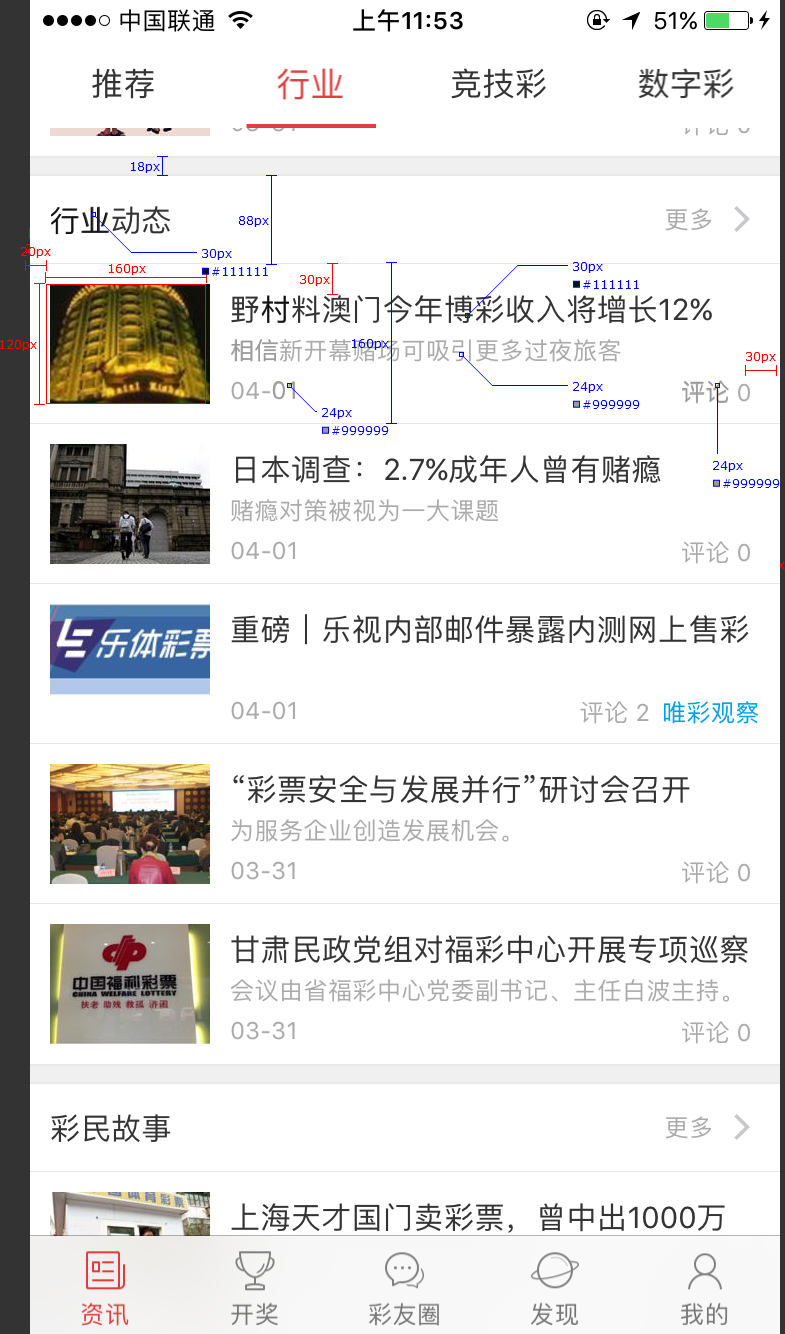 中国联通 上午11:53 51%
推荐 行业 竞技彩 数字彩
18px
行业动态 88px 更多
20px 30px
#111111
160px 30px 30px
#111111
野村料澳门今年博彩收入将增长12%
120px 相信新开幕赌场可吸引更多过夜旅客 160px 30px
04-01 24px 评论 0
#999999
24px
#999999
24px
#999999
日本调查：2.7%成年人曾有赌瘾
赌瘾对策被视为一大课题
04-01 评论 0
乐体彩票
重磅｜乐视内部邮件暴露内测网上售彩
04-01 评论 2 唯彩观察
“彩票安全与发展并行”研讨会召开
为服务企业创造发展机会。
03-31 评论 0
中国福利彩票
CHINA WELFARE LOTTERY
扶老 助残 救孤 济困
甘肃民政党组对福彩中心开展专项巡察
会议由省福彩中心党委副书记、主任白波主持。
03-31 评论 0
彩民故事 更多
上海天才国门卖彩票，曾中出1000万
资讯 开奖 彩友圈 发现 我的